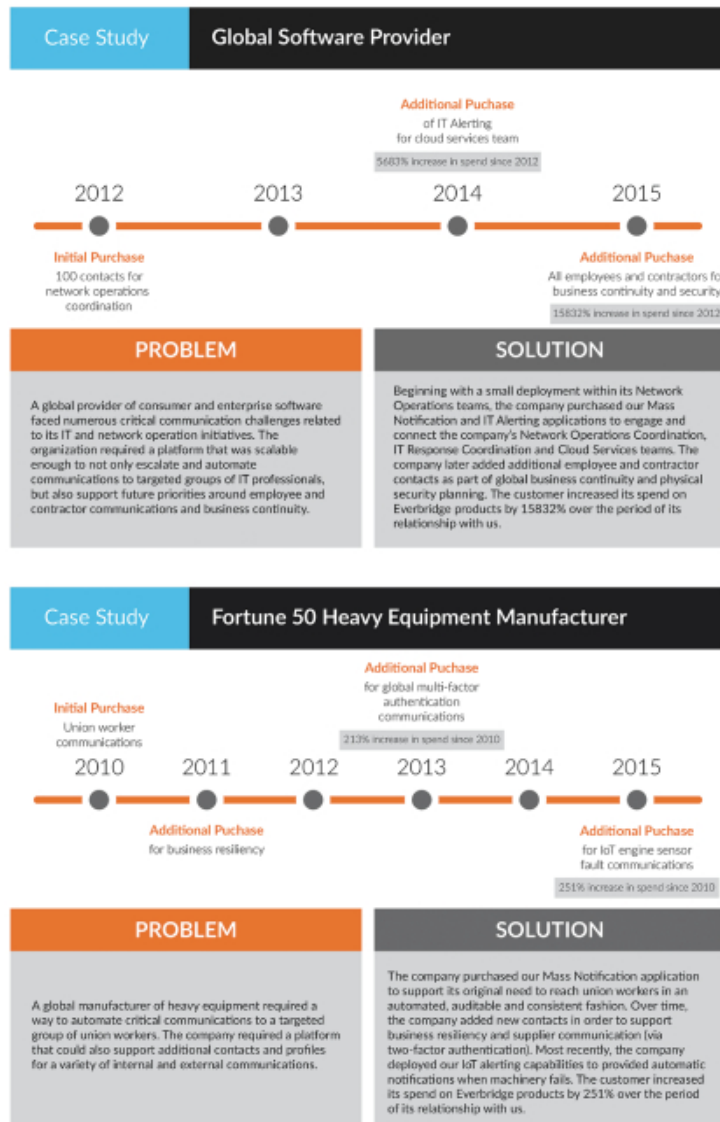 Case Study
Global Software Provider
Additional Puchase
of IT Alerting
for cloud services team
5683% increase in spend since 2012
2012
2013
2014
2015
Initial Purchase
100 contacts for
network operations
coordination
Additional Puchase
All employees and contractors fo
business continuity and security
15832% increase in spend since 2012
PROBLEM
A global provider of consumer and enterprise software
faced numerous critical communication challenges related
to its IT and network operation initiatives. The
organization required a platform that was scalable
enough to not only escalate and automate
communications to targeted groups of IT professionals,
but also support future priorities around employee and
contractor communications and business continuity.
SOLUTION
Beginning with a small deployment within its Network
Operations teams, the company purchased our Mass
Notification and IT Alerting applications to engage and
connect the company's Network Operations Coordination,
IT Response Coordination and Cloud Services teams. The
company later added additional employee and contractor
contacts as part of global business continuity and physical
security planning. The customer increased its spend on
Everbridge products by 15832% over the period of its
relationship with us.
Case Study
Fortune 50 Heavy Equipment Manufacturer
Initial Purchase
Union worker
communications
Additional Puchase
for global multi-factor
authentication
communications
213% increase in spend since 2010
2010
2011
2012
2013
2014
2015
Additional Puchase
for business resiliency
Additional Puchase
for IoT engine sensor
fault communications
251% increase in spend since 2010
PROBLEM
A global manufacturer of heavy equipment required a
way to automate critical communications to a targeted
group of union workers. The company required a platform
that could also support additional contacts and profiles
for a variety of internal and external communications.
SOLUTION
The company purchased our Mass Notification application
to support its original need to reach union workers in an
automated, auditable and consistent fashion. Over time,
the company added new contacts in order to support
business resiliency and supplier communication (via
two-factor authentication). Most recently, the company
deployed our IoT alerting capabilities to provided automatic
notifications when machinery fails. The customer increased
its spend on Everbridge products by 251% over the period
of its relationship with us.